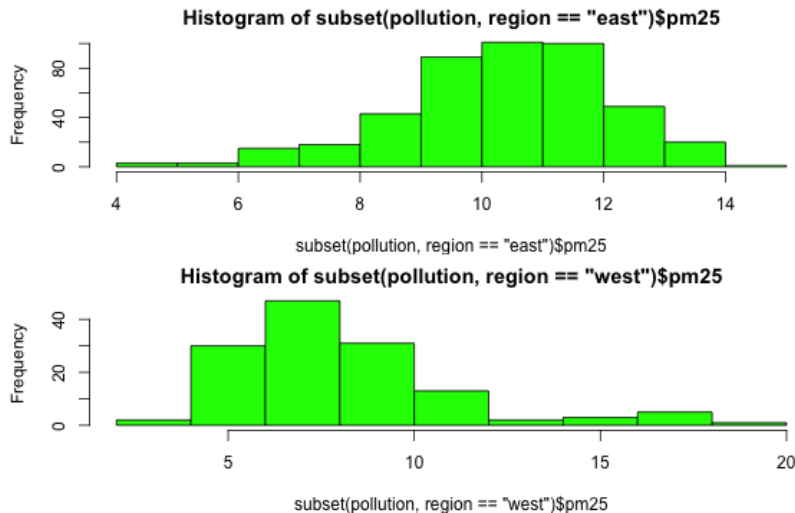 Histogram of subset(pollution, region == "east")$pm25
Frequency
80
40
0
4 6 8 10 12 14
subset(pollution, region == "east")$pm25
Histogram of subset(pollution, region == "west")$pm25
Frequency
40
20
0
5 10 15 20
subset(pollution, region == "west")$pm25